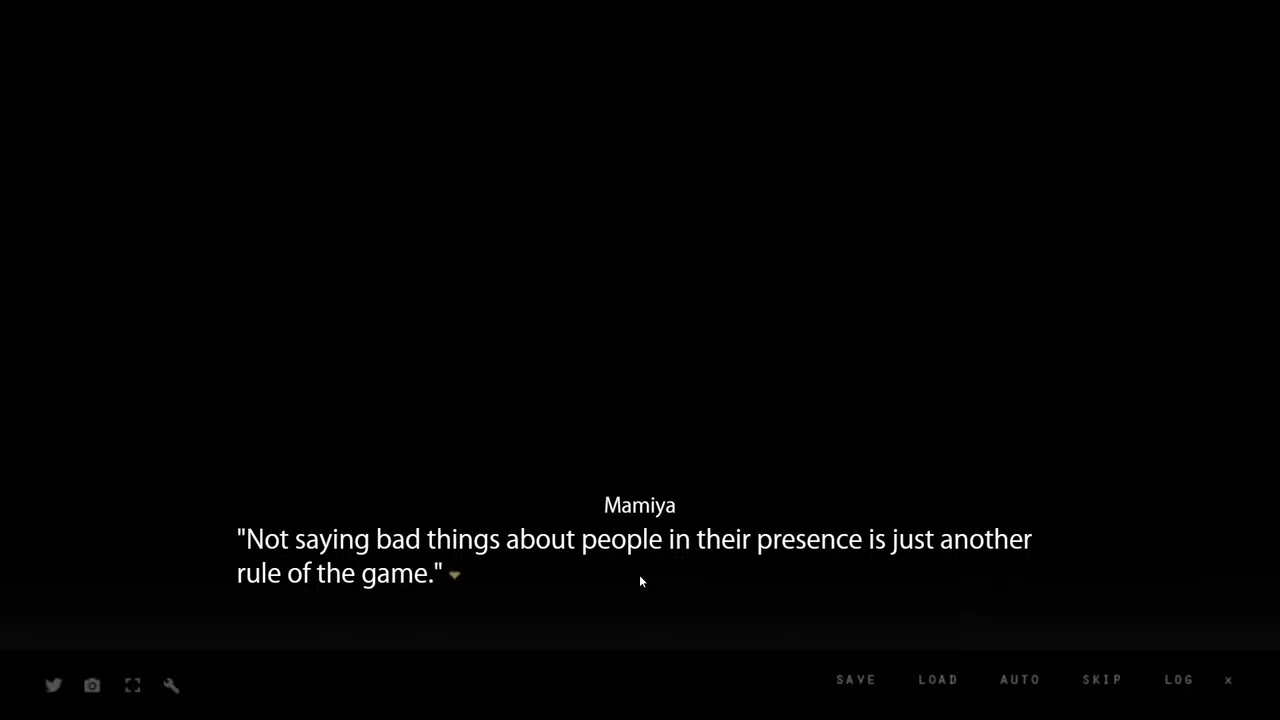 Mamiya
"Not saying bad things about people in their presence is just another
rule of the game."
SAVE LOAD AUTO SKIP LOG ×